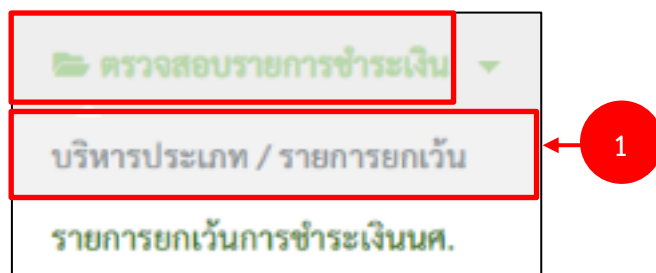 ตรวจสอบรายการชำระเงิน
บริหารประเภท / รายการยกเว้น
1
รายการยกเว้นการชำระเงินนศ.